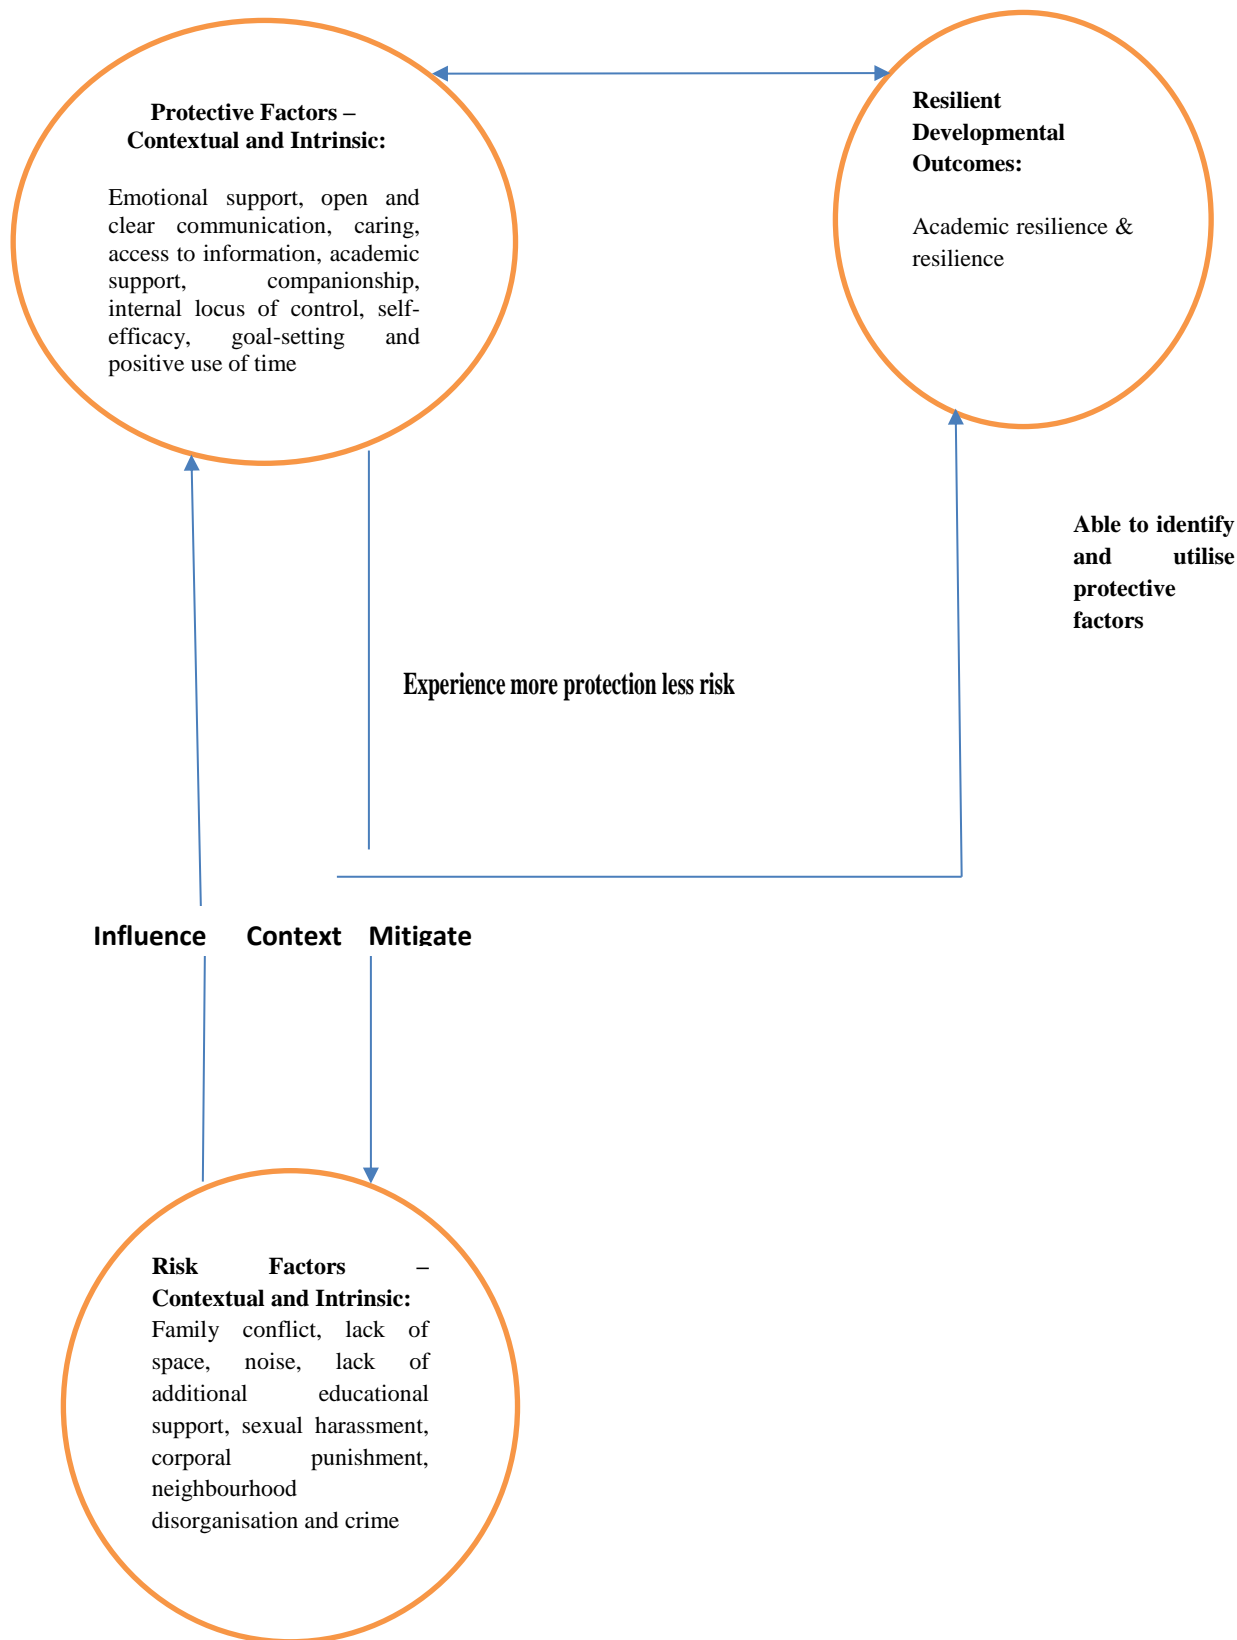 Protective Factors –
Contextual and Intrinsic:
Emotional support, open and
clear communication, caring,
access to information, academic
support, companionship,
internal locus of control, self-
efficacy, goal-setting and
positive use of time
Resilient
Developmental
Outcomes:
Academic resilience &
resilience
Able to identify
and utilise
protective
factors
Experience more protection less risk
Influence Context Mitigate
Risk Factors –
Contextual and Intrinsic:
Family conflict, lack of
space, noise, lack of
additional educational
support, sexual harassment,
corporal punishment,
neighbourhood
disorganisation and crime